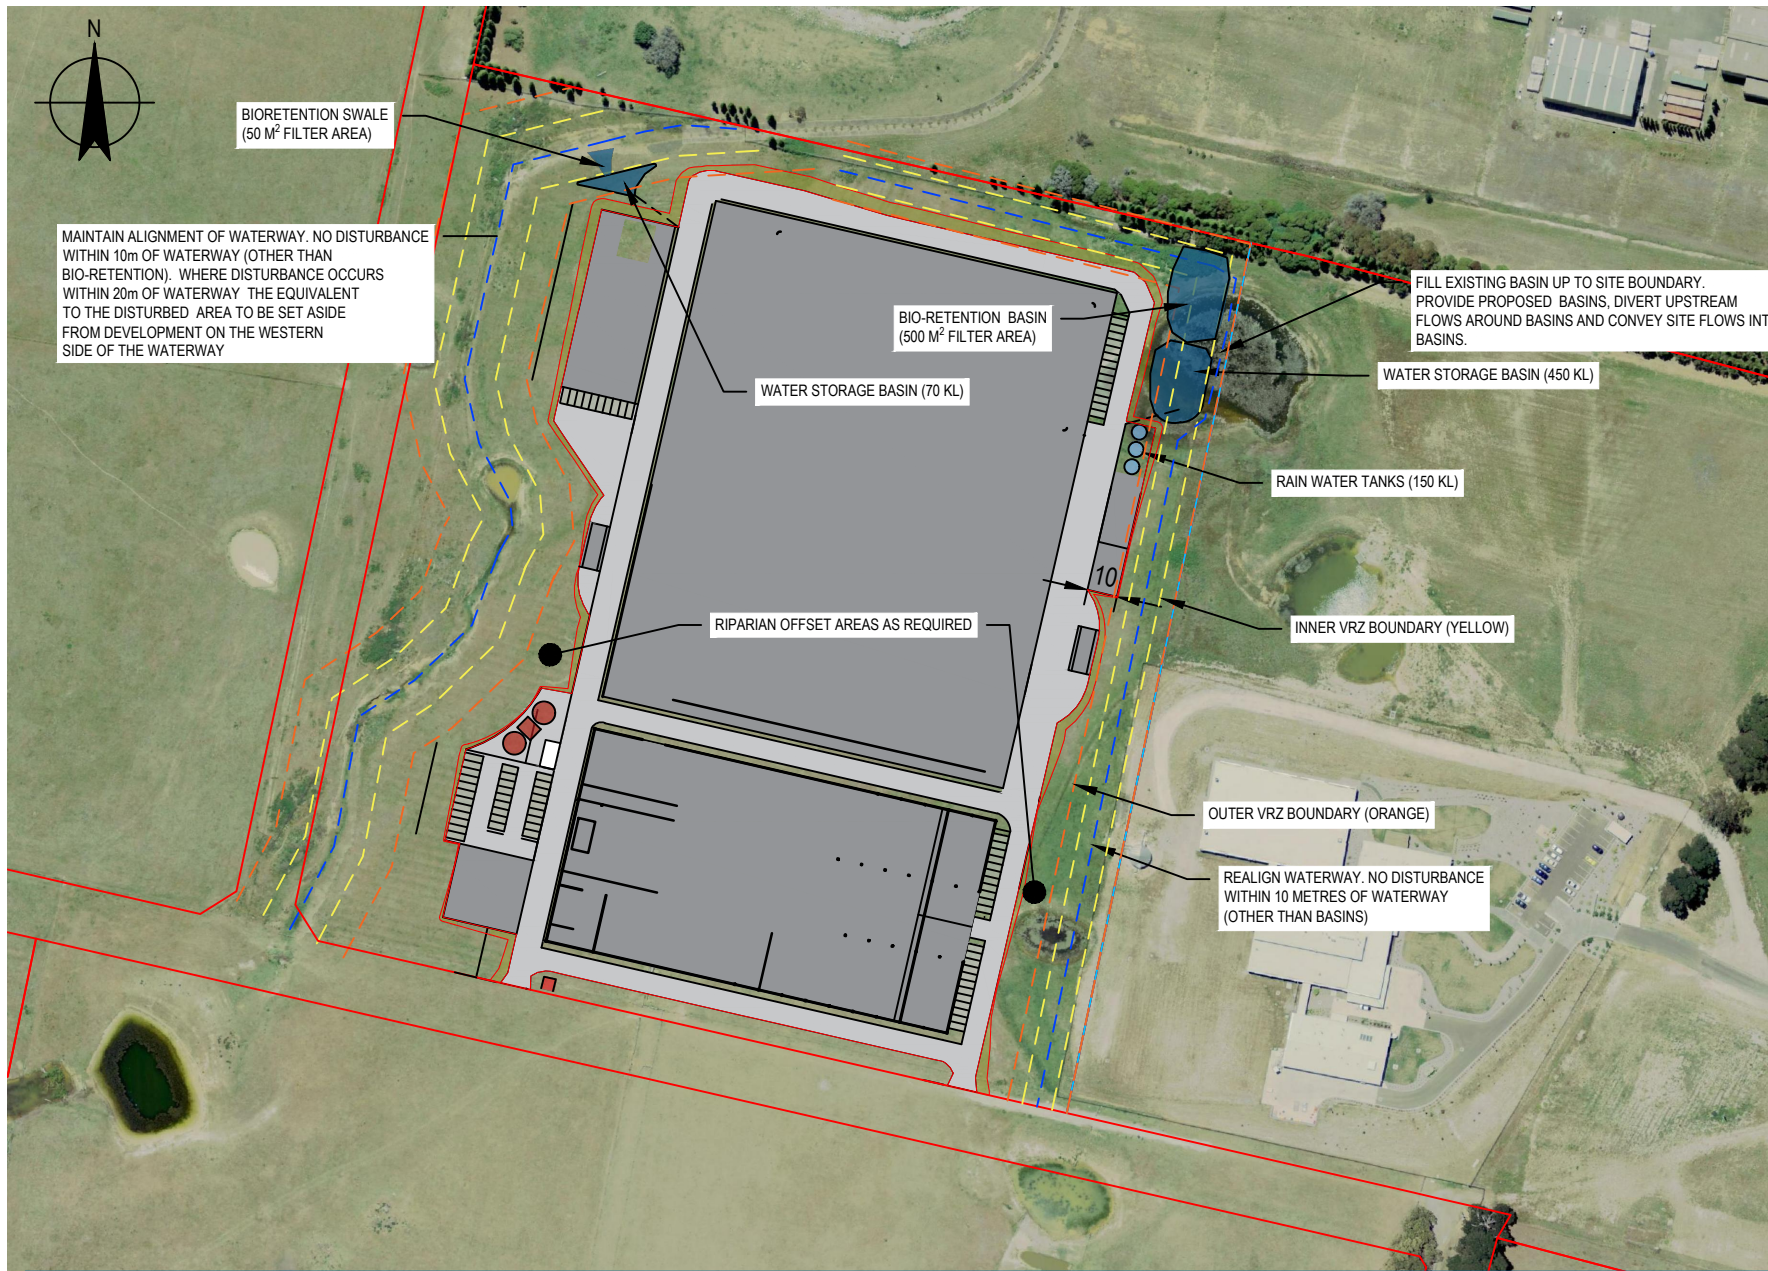 N
BIORETENTION SWALE
(50 M² FILTER AREA)
MAINTAIN ALIGNMENT OF WATERWAY. NO DISTURBANCE
WITHIN 10m OF WATERWAY (OTHER THAN
BIO-RETENTION). WHERE DISTURBANCE OCCURS
WITHIN 20m OF WATERWAY THE EQUIVALENT
TO THE DISTURBED AREA TO BE SET ASIDE
FROM DEVELOPMENT ON THE WESTERN
SIDE OF THE WATERWAY
WATER STORAGE BASIN (70 KL)
BIO-RETENTION BASIN
(500 M² FILTER AREA)
FILL EXISTING BASIN UP TO SITE BOUNDARY.
PROVIDE PROPOSED BASINS, DIVERT UPSTREAM
FLOWS AROUND BASINS AND CONVEY SITE FLOWS INT
BASINS.
WATER STORAGE BASIN (450 KL)
RAIN WATER TANKS (150 KL)
10
RIPARIAN OFFSET AREAS AS REQUIRED
INNER VRZ BOUNDARY (YELLOW)
OUTER VRZ BOUNDARY (ORANGE)
REALIGN WATERWAY. NO DISTURBANCE
WITHIN 10 METRES OF WATERWAY
(OTHER THAN BASINS)